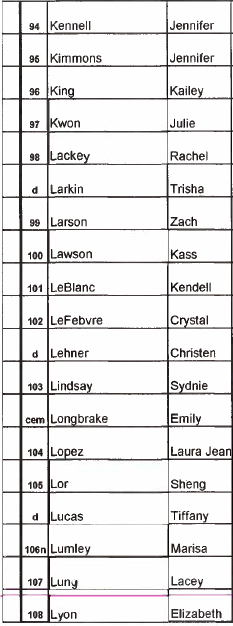 94 Kennell Jennifer
95 Kimmons Jennifer
96 King Kailey
97 Kwon Julie
98 Lackey Rachel
d Larkin Trisha
99 Larson Zach
100 Lawson Kass
101 LeBlanc Kendell
102 LeFebvre Crystal
d Lehner Christen
103 Lindsay Sydnie
cem Longbrake Emily
104 Lopez Laura Jean
105 Lor Sheng
d Lucas Tiffany
106n Lumley Marisa
107 Lung Lacey
108 Lyon Elizabeth